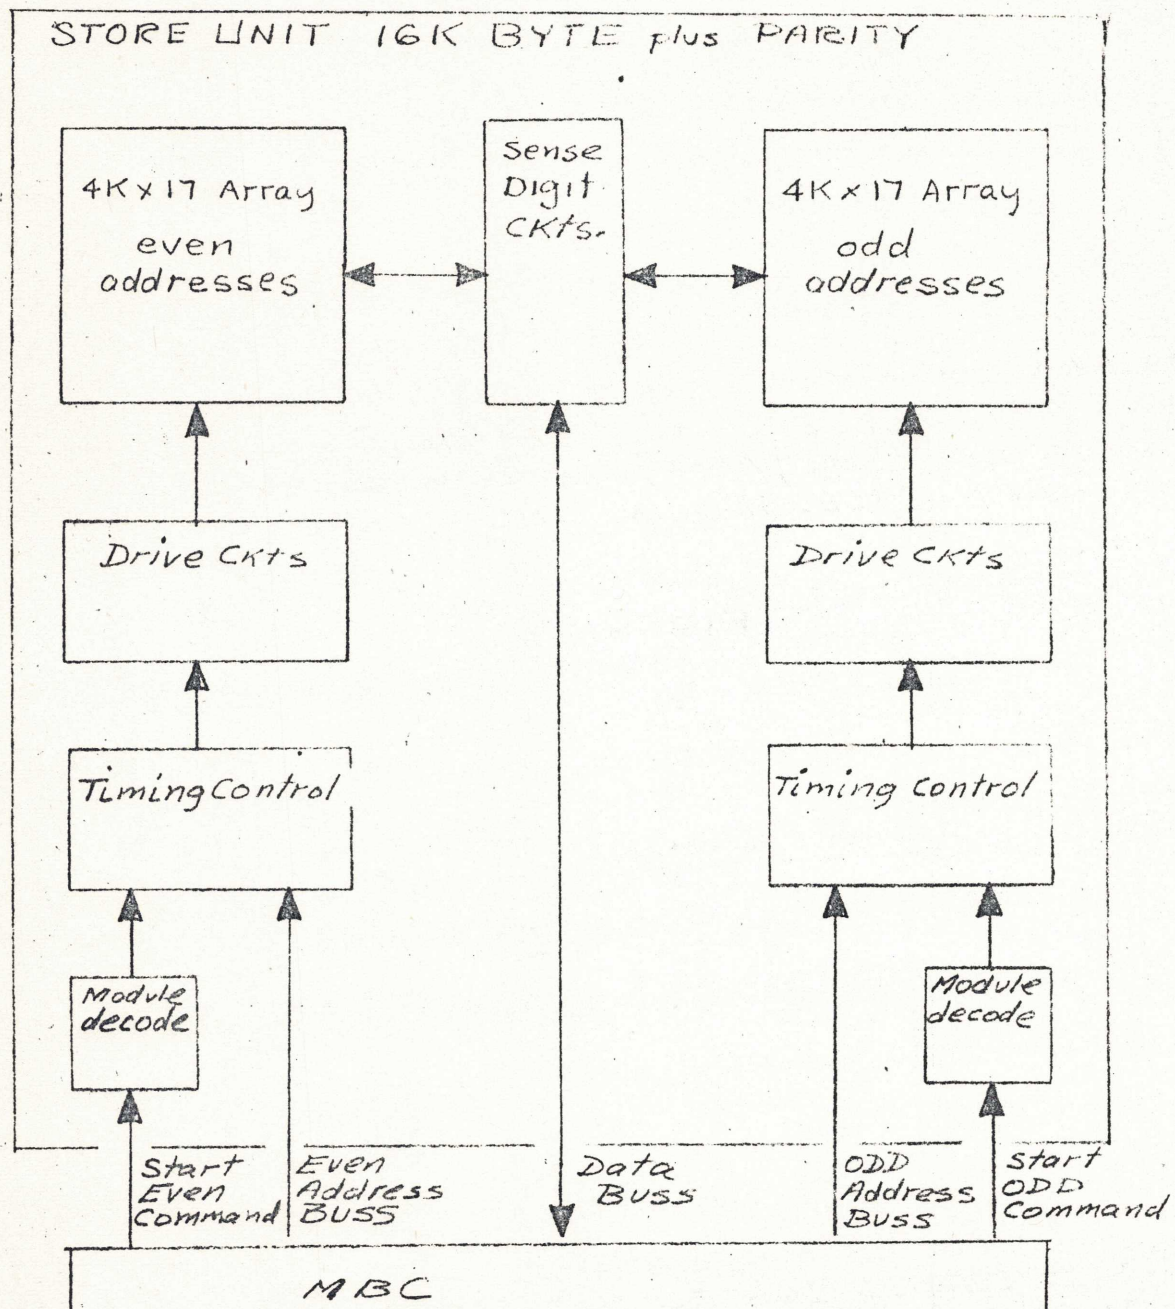 STORE UNIT 16K BYTE plus PARITY
4K x 17 Array
even
addresses
Sense
Digit
CKts.
4K x 17 Array
odd
addresses
Drive CKts
Drive CKts
Timing Control
Timing Control
Module
decode
Module
decode
Start
Even
Command
Even
Address
BUSS
Data
Buss
ODD
Address
Buss
Start
ODD
Command
MBC